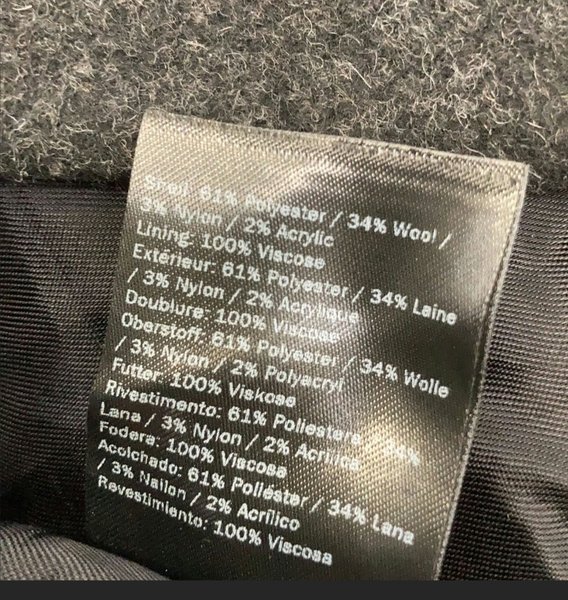 Shell: 61% Polyester / 34% Wool /
3% Nylon / 2% Acrylic
Lining: 100% Viscose
Extérieur: 61% Polyester / 34% Laine
/ 3% Nylon / 2% Acrylique
Doublure: 100% Viscose
Oberstoff: 61% Polyester / 34% Wolle
/ 3% Nylon / 2% Polyacryl
Futter: 100% Viskose
Rivestimento: 61% Poliestere / 34%
Lana / 3% Nylon / 2% Acrilica
Fodera: 100% Viscosa
Acolchado: 61% Poliéster / 34% Lana
/ 3% Nailon / 2% Acrílico
Revestimiento: 100% Viscosa